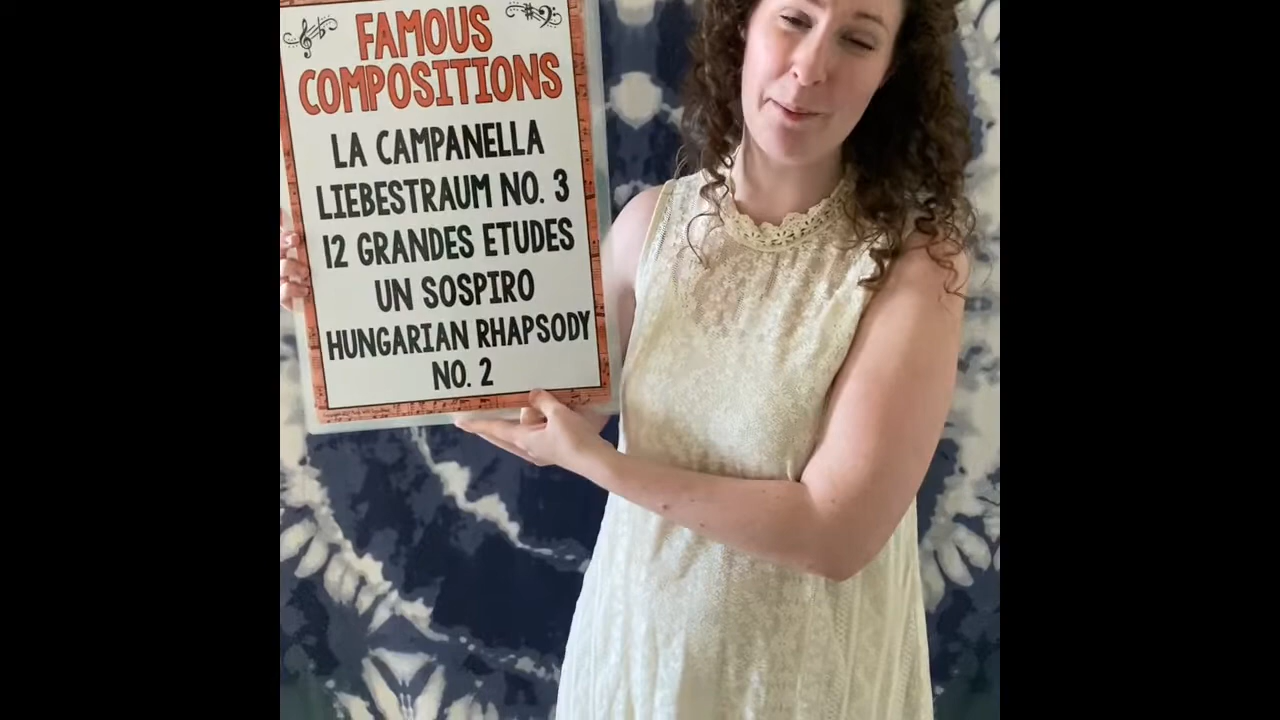 FAMOUS
COMPOSITIONS
LA CAMPANELLA
LIEBESTRAUM NO. 3
12 GRANDES ETUDES
UN SOSPIRO
HUNGARIAN RHAPSODY
NO. 2